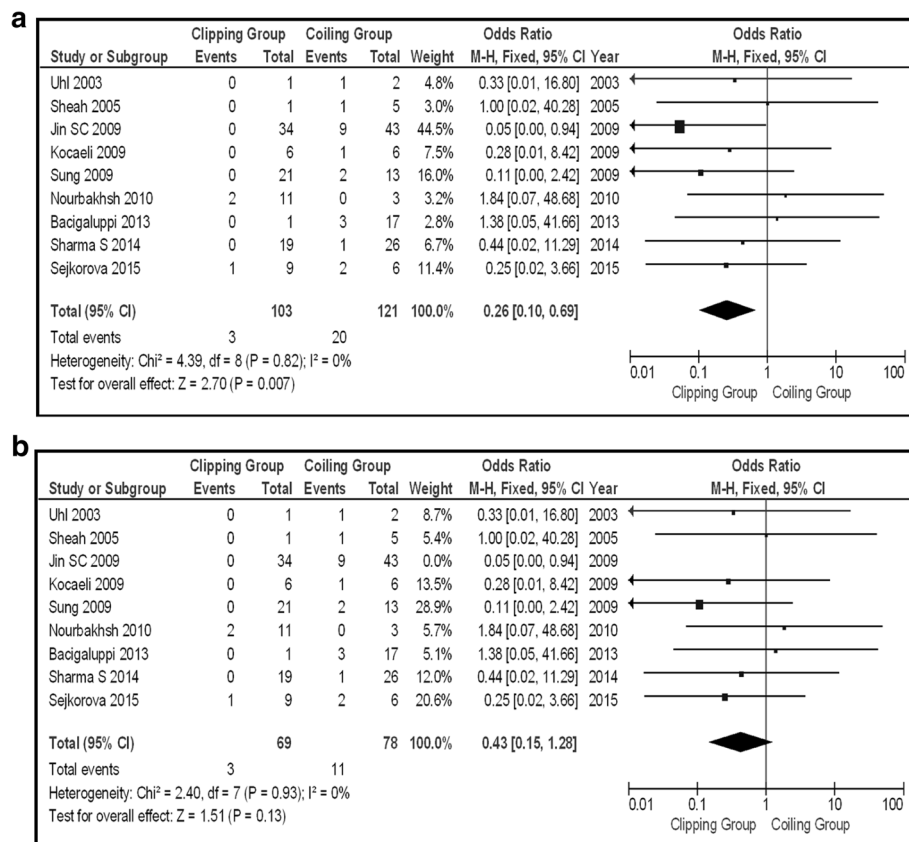 a
Clipping Group Coiling Group Odds Ratio Odds Ratio
Study or Subgroup Events Total Events Total Weight M-H, Fixed, 95% CI Year M-H, Fixed, 95% CI
Uhl 2003 0 1 1 2 4.8% 0.33 [0.01, 16.80] 2003
Sheah 2005 0 1 1 5 3.0% 1.00 [0.02, 40.28] 2005
Jin SC 2009 0 34 9 43 44.5% 0.05 [0.00, 0.94] 2009
Kocaeli 2009 0 6 1 6 7.5% 0.28 [0.01, 8.42] 2009
Sung 2009 0 21 2 13 16.0% 0.11 [0.00, 2.42] 2009
Nourbakhsh 2010 2 11 0 3 3.2% 1.84 [0.07, 48.68] 2010
Bacigaluppi 2013 0 1 3 17 2.8% 1.38 [0.05, 41.66] 2013
Sharma S 2014 0 19 1 26 6.7% 0.44 [0.02, 11.29] 2014
Sejkorova 2015 1 9 2 6 11.4% 0.25 [0.02, 3.66] 2015
Total (95% CI) 103 121 100.0% 0.26 [0.10, 0.69]
Total events 3 20
Heterogeneity: Chi² = 4.39, df = 8 (P = 0.82); I² = 0%
Test for overall effect: Z = 2.70 (P = 0.007)
0.01 0.1 1 10 100
Clipping Group Coiling Group
b
Clipping Group Coiling Group Odds Ratio Odds Ratio
Study or Subgroup Events Total Events Total Weight M-H, Fixed, 95% CI Year M-H, Fixed, 95% CI
Uhl 2003 0 1 1 2 8.7% 0.33 [0.01, 16.80] 2003
Sheah 2005 0 1 1 5 5.4% 1.00 [0.02, 40.28] 2005
Jin SC 2009 0 34 9 43 0.0% 0.05 [0.00, 0.94] 2009
Kocaeli 2009 0 6 1 6 13.5% 0.28 [0.01, 8.42] 2009
Sung 2009 0 21 2 13 28.9% 0.11 [0.00, 2.42] 2009
Nourbakhsh 2010 2 11 0 3 5.7% 1.84 [0.07, 48.68] 2010
Bacigaluppi 2013 0 1 3 17 5.1% 1.38 [0.05, 41.66] 2013
Sharma S 2014 0 19 1 26 12.0% 0.44 [0.02, 11.29] 2014
Sejkorova 2015 1 9 2 6 20.6% 0.25 [0.02, 3.66] 2015
Total (95% CI) 69 78 100.0% 0.43 [0.15, 1.28]
Total events 3 11
Heterogeneity: Chi² = 2.40, df = 7 (P = 0.93); I² = 0%
Test for overall effect: Z = 1.51 (P = 0.13)
0.01 0.1 1 10 100
Clipping Group Coiling Group